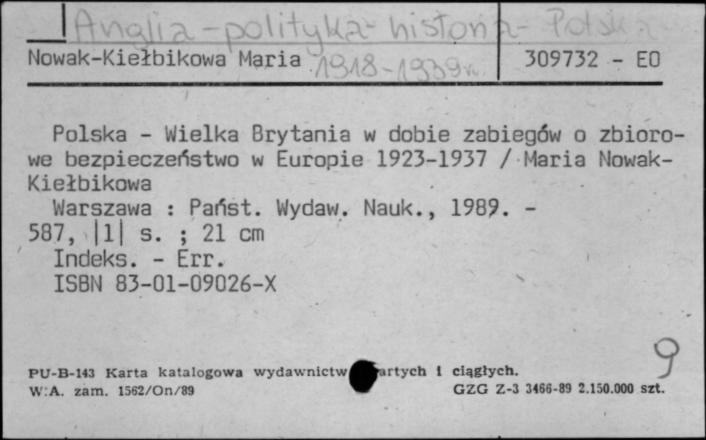 Anglia - polityka - historia - Polska
Nowak-Kiełbikowa Maria 1918-1939 309732 - EO
Polska - Wielka Brytania w dobie zabiegów o zbioro-
we bezpieczeństwo w Europie 1923-1937 / Maria Nowak-
Kiełbikowa
Warszawa : Państ. Wydaw. Nauk., 1989. -
587, |1| s. ; 21 cm
Indeks. - Err.
ISBN 83-01-09026-X
9
PU-B-143 Karta katalogowa wydawnictw artych i ciągłych.
W.A. zam. 1562/On/89 GZG Z-3 3466-89 2.150.000 szt.